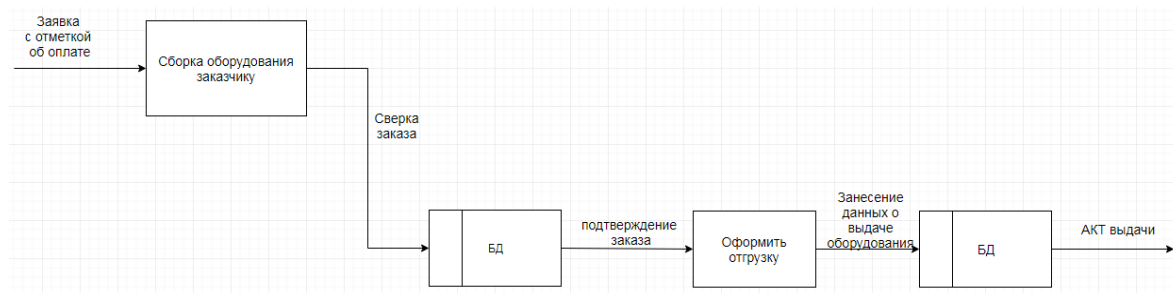 Заявка
с отметкой
об оплате
Сборка оборудования
заказчику
Сверка
заказа
БД
подтверждение
заказа
Оформить
отгрузку
Занесение
данных о
выдаче
оборудования
БД
АКТ выдачи